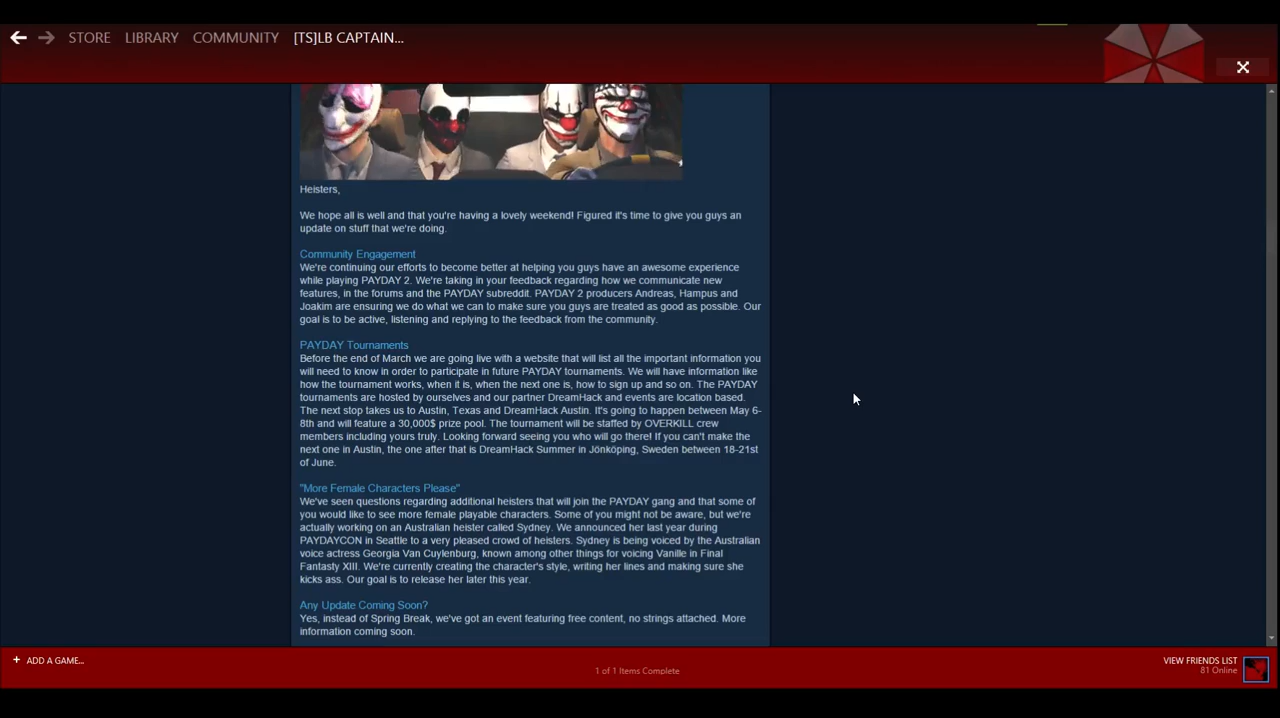 STORE LIBRARY COMMUNITY [TS]LB CAPTAIN...
Heisters,
We hope all is well and that you're having a lovely weekend! Figured it's time to give you guys an
update on stuff that we're doing.
Community Engagement
We're continuing our efforts to become better at helping you guys have an awesome experience
while playing PAYDAY 2. We're taking in your feedback regarding how we communicate new
features, in the forums and the PAYDAY subreddit. PAYDAY 2 producers Andreas, Hampus and
Joakim are ensuring we do what we can to make sure you guys are treated as good as possible. Our
goal is to be active, listening and replying to the feedback from the community.
PAYDAY Tournaments
Before the end of March we are going live with a website that will list all the important information you
will need to know in order to participate in future PAYDAY tournaments. We will have information like
how the tournament works, when it is, when the next one is, how to sign up and so on. The PAYDAY
tournaments are hosted by ourselves and our partner DreamHack and events are location based.
The next stop takes us to Austin, Texas and DreamHack Austin. It's going to happen between May 6-
8th and will feature a 30,000$ prize pool. The tournament will be staffed by OVERKILL crew
members including yours truly. Looking forward seeing you who will go there! If you can't make the
next one in Austin, the one after that is DreamHack Summer in Jönköping, Sweden between 18-21st
of June.
"More Female Characters Please"
We've seen questions regarding additional heisters that will join the PAYDAY gang and that some of
you would like to see more female playable characters. Some of you might not be aware, but we're
actually working on an Australian heister called Sydney. We announced her last year during
PAYDAYCON in Seattle to a very pleased crowd of heisters. Sydney is being voiced by the Australian
voice actress Georgia Van Cuylenburg, known among other things for voicing Vanille in Final
Fantasy XIII. We're currently creating the character's style, writing her lines and making sure she
kicks ass. Our goal is to release her later this year.
Any Update Coming Soon?
Yes, instead of Spring Break, we've got an event featuring free content, no strings attached. More
information coming soon.
+ ADD A GAME...
1 of 1 Items Complete
VIEW FRIENDS LIST
81 Online